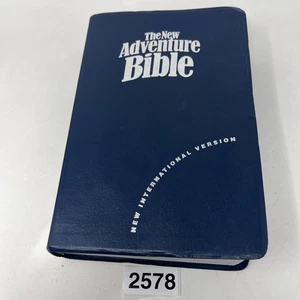 The New
Adventure
Bible
NEW INTERNATIONAL VERSION
2578